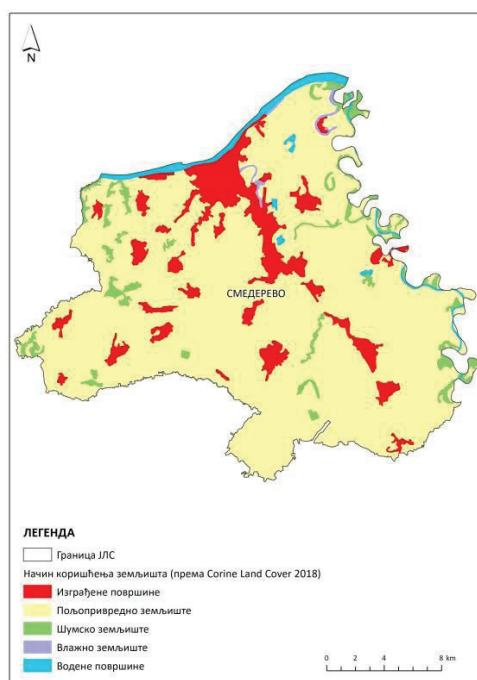 N
СМЕДЕРЕВО
ЛЕГЕНДА
Граница ЈЛС
Начин коришћења земљишта (према Corine Land Cover 2018)
Изграђене површине
Пољопривредно земљиште
Шумско земљиште
Влажно земљиште
Водене површине
0 2 4 8 км